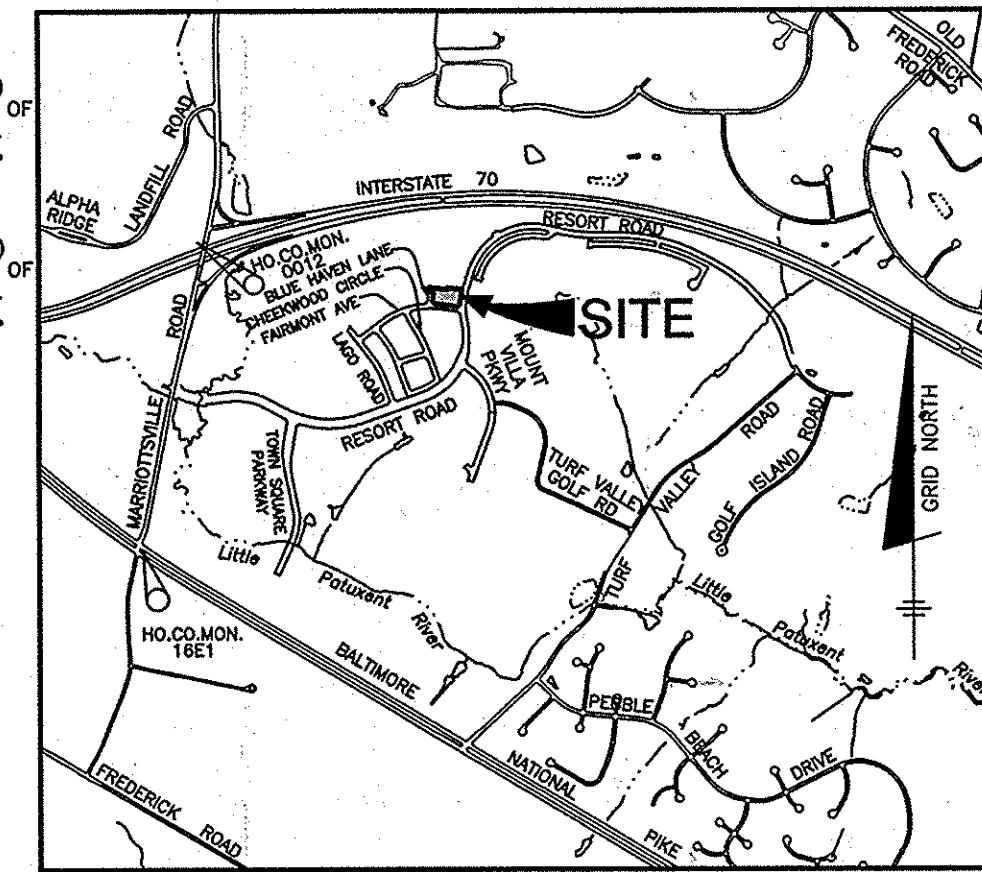 OF
OF
OLD
FREDERICK
ROAD
ALPHA
RIDGE
LANDFILL
ROAD
INTERSTATE 70
RESORT ROAD
HO.CO.MON.
0012
BLUE HAVEN LANE
CHEEKWOOD CIRCLE
FAIRMONT AVE
SITE
MARRIOTTSVILLE
ROAD
LAGO ROAD
RESORT ROAD
MOUNT
VILLA
PKWY
TOWN SQUARE
PARKWAY
TURF VALLEY
GOLF RD
TURF
VALLEY
ROAD
GOLF ISLAND ROAD
GRID NORTH
Little
Patuxent
River
Little
Patuxent
River
HO.CO.MON.
16E1
BALTIMORE
NATIONAL
PIKE
PEBBLE
BEACH
DRIVE
FREDERICK
ROAD